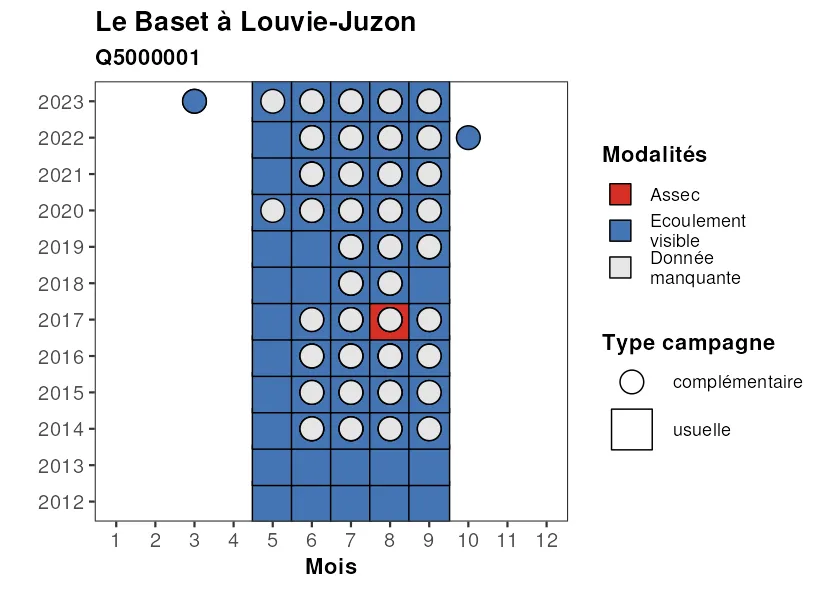 Le Baset à Louvie-Juzon
Q5000001
2023
2022
2021
2020
2019
2018
2017
2016
2015
2014
2013
2012
1 2 3 4 5 6 7 8 9 10 11 12
Mois
Modalités
Assec
Ecoulement
visible
Donnée
manquante
Type campagne
complémentaire
usuelle